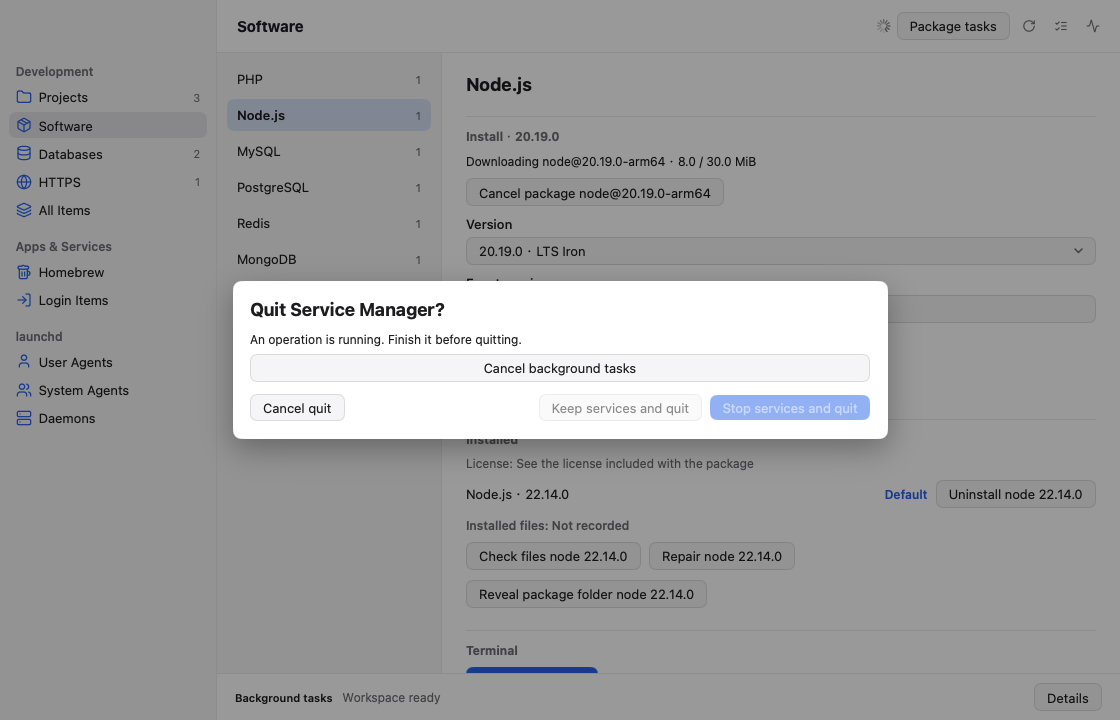 Software
Package tasks
Development
Projects 3
Software
Databases 2
HTTPS 1
All Items
Apps & Services
Homebrew
Login Items
launchd
User Agents
System Agents
Daemons
PHP 1
Node.js 1
MySQL 1
PostgreSQL 1
Redis 1
MongoDB 1
Node.js
Install · 20.19.0
Downloading node@20.19.0-arm64 · 8.0 / 30.0 MiB
Cancel package node@20.19.0-arm64
Version
20.19.0 · LTS Iron
Quit Service Manager?
An operation is running. Finish it before quitting.
Cancel background tasks
Cancel quit
Keep services and quit
Stop services and quit
Installed
License: See the license included with the package
Node.js · 22.14.0
Default
Uninstall node 22.14.0
Installed files: Not recorded
Check files node 22.14.0
Repair node 22.14.0
Reveal package folder node 22.14.0
Terminal
Background tasks Workspace ready
Details